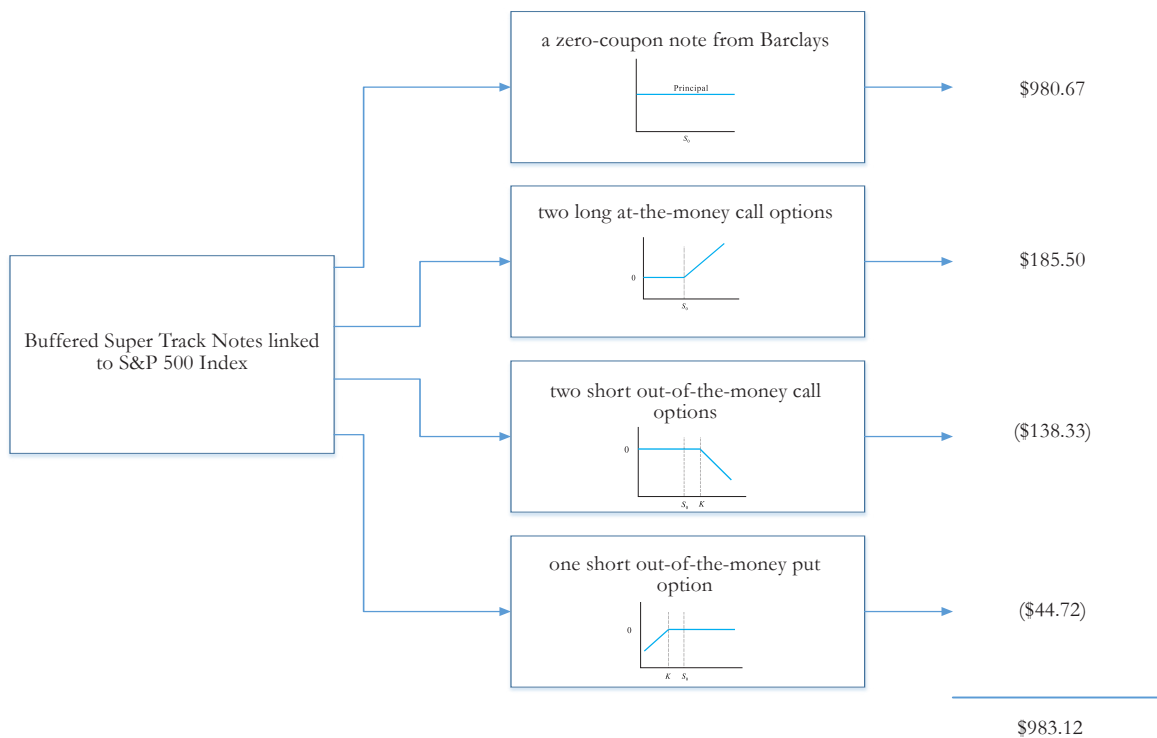 a zero-coupon note from Barclays
Principal
S₀
$980.67
two long at-the-money call options
0
S₀
$185.50
Buffered Super Track Notes linked
to S&P 500 Index
two short out-of-the-money call
options
0
S₀ K
($138.33)
one short out-of-the-money put
option
0
K S₀
($44.72)
$983.12